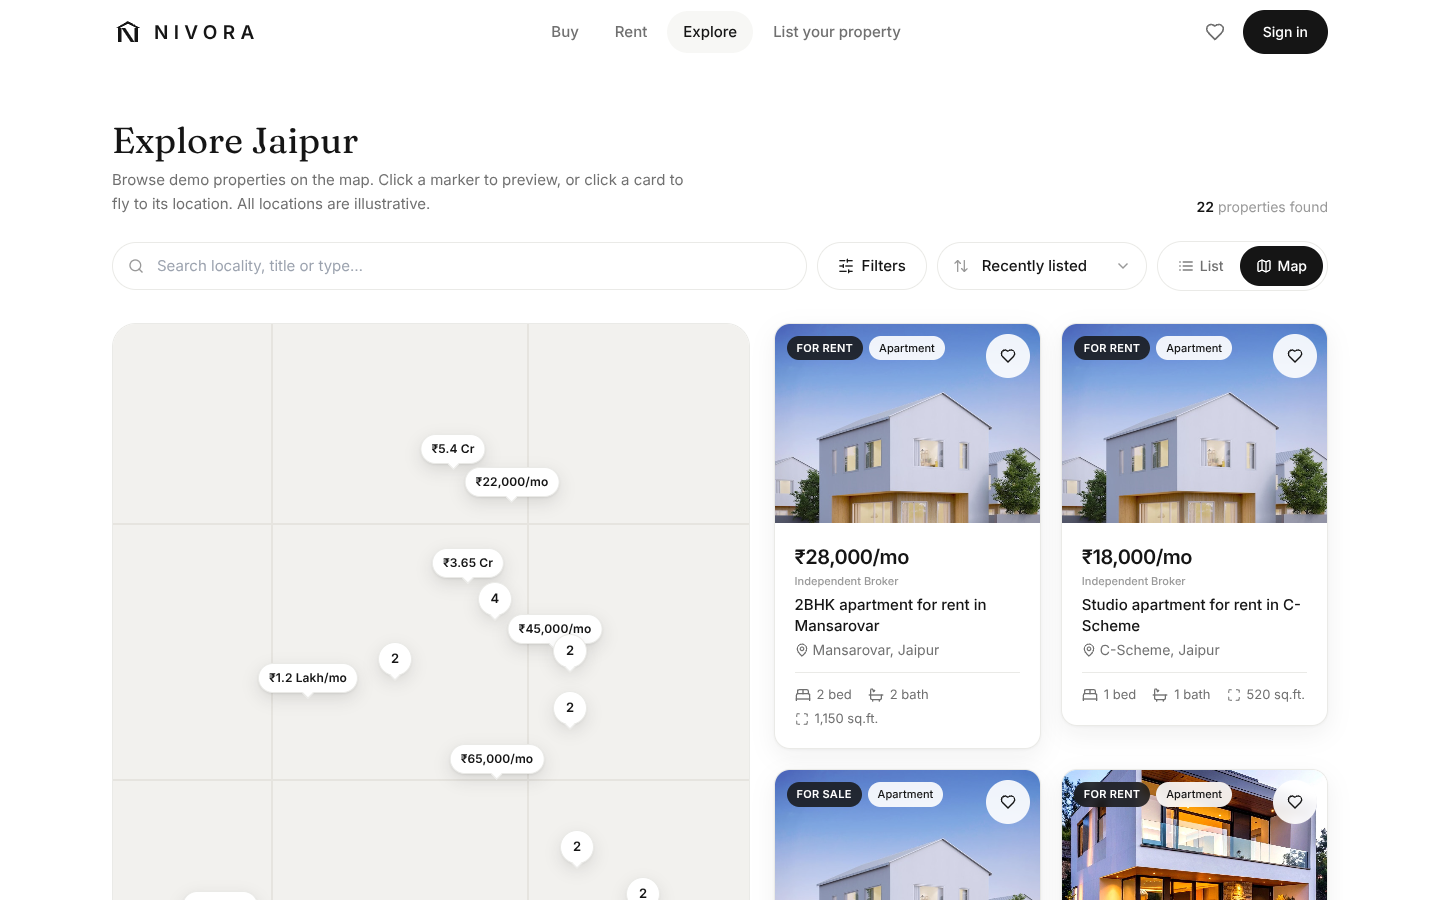 NIVORA
Buy
Rent
Explore
List your property
Sign in
Explore Jaipur
Browse demo properties on the map. Click a marker to preview, or click a card to
fly to its location. All locations are illustrative.
22 properties found
Search locality, title or type...
Filters
Recently listed
List
Map
₹5.4 Cr
₹22,000/mo
₹3.65 Cr
4
₹45,000/mo
2
2
₹1.2 Lakh/mo
2
₹65,000/mo
2
2
FOR RENT
Apartment
₹28,000/mo
Independent Broker
2BHK apartment for rent in
Mansarovar
Mansarovar, Jaipur
2 bed
2 bath
1,150 sq.ft.
FOR RENT
Apartment
₹18,000/mo
Independent Broker
Studio apartment for rent in C-
Scheme
C-Scheme, Jaipur
1 bed
1 bath
520 sq.ft.
FOR SALE
Apartment
FOR RENT
Apartment